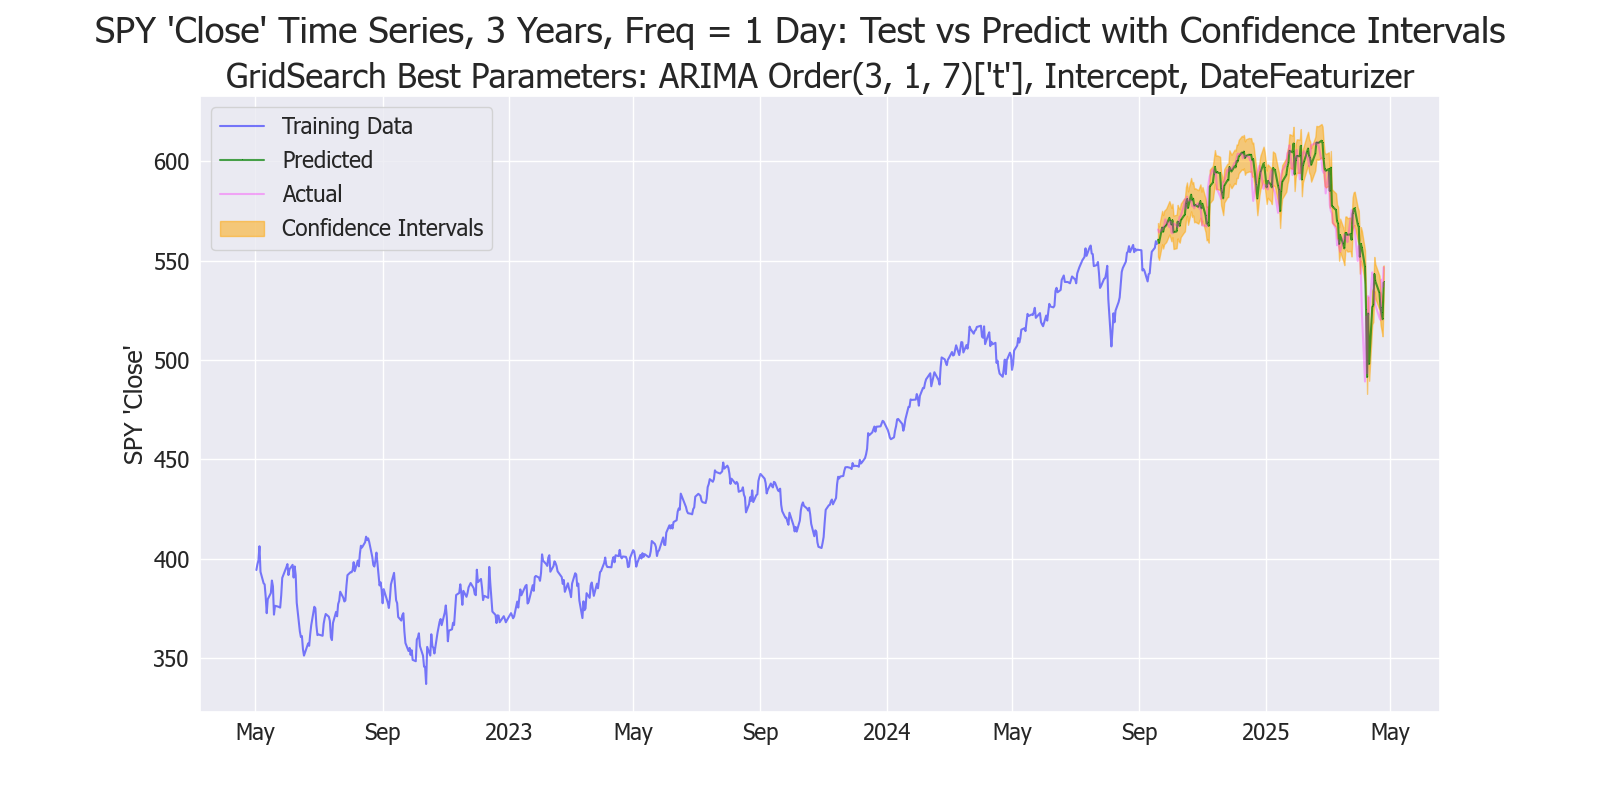 SPY 'Close' Time Series, 3 Years, Freq = 1 Day: Test vs Predict with Confidence Intervals
GridSearch Best Parameters: ARIMA Order(3, 1, 7)['t'], Intercept, DateFeaturizer
Training Data
Predicted
Actual
Confidence Intervals
SPY 'Close'
600
550
500
450
400
350
May Sep 2023 May Sep 2024 May Sep 2025 May